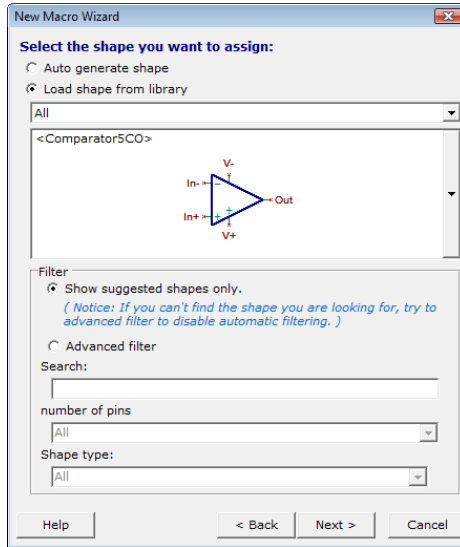 New Macro Wizard
Select the shape you want to assign:
Auto generate shape
Load shape from library
All
<Comparator5CO>
V-
In-
Out
In+
V+
Filter
Show suggested shapes only.
( Notice: If you can't find the shape you are looking for, try to
advanced filter to disable automatic filtering. )
Advanced filter
Search:
number of pins
All
Shape type:
All
Help
< Back
Next >
Cancel